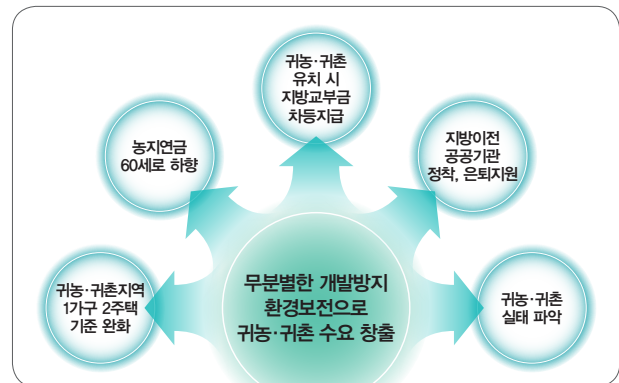 귀농·귀촌
유치 시
지방교부금
차등지급
농지연금
60세로 하향
지방이전
공공기관
정착, 은퇴지원
귀농·귀촌지역
1가구 2주택
기준 완화
무분별한 개발방지
환경보전으로
귀농·귀촌 수요 창출
귀농·귀촌
실태 파악